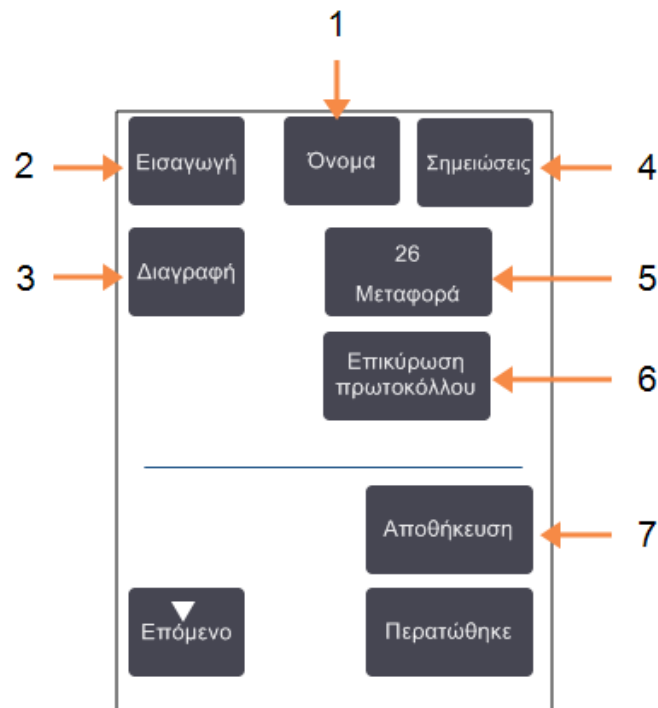 1
2
Εισαγωγή
Όνομα
Σημειώσεις
4
3
Διαγραφή
26
Μεταφορά
5
Επικύρωση
πρωτοκόλλου
6
Αποθήκευση
7
Επόμενο
Περατώθηκε